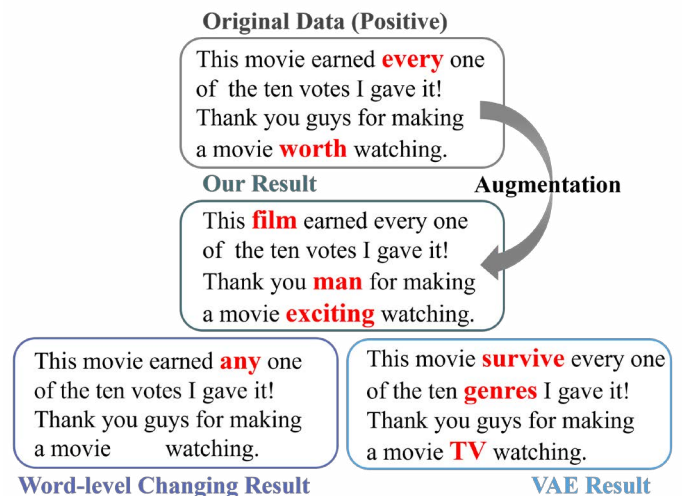 Original Data (Positive)
This movie earned every one
of the ten votes I gave it!
Thank you guys for making
a movie worth watching.
Our Result
Augmentation
This film earned every one
of the ten votes I gave it!
Thank you man for making
a movie exciting watching.
This movie earned any one
of the ten votes I gave it!
Thank you guys for making
a movie watching.
Word-level Changing Result
This movie survive every one
of the ten genres I gave it!
Thank you guys for making
a movie TV watching.
VAE Result